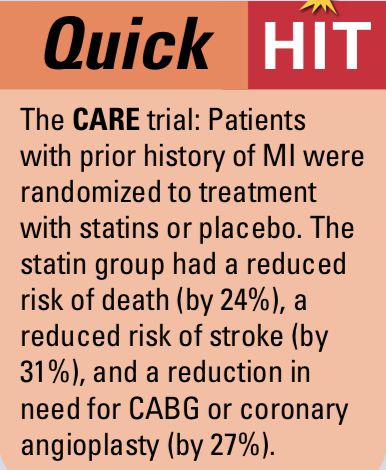 Quick HIT
The CARE trial: Patients
with prior history of MI were
randomized to treatment
with statins or placebo. The
statin group had a reduced
risk of death (by 24%), a
reduced risk of stroke (by
31%), and a reduction in
need for CABG or coronary
angioplasty (by 27%).